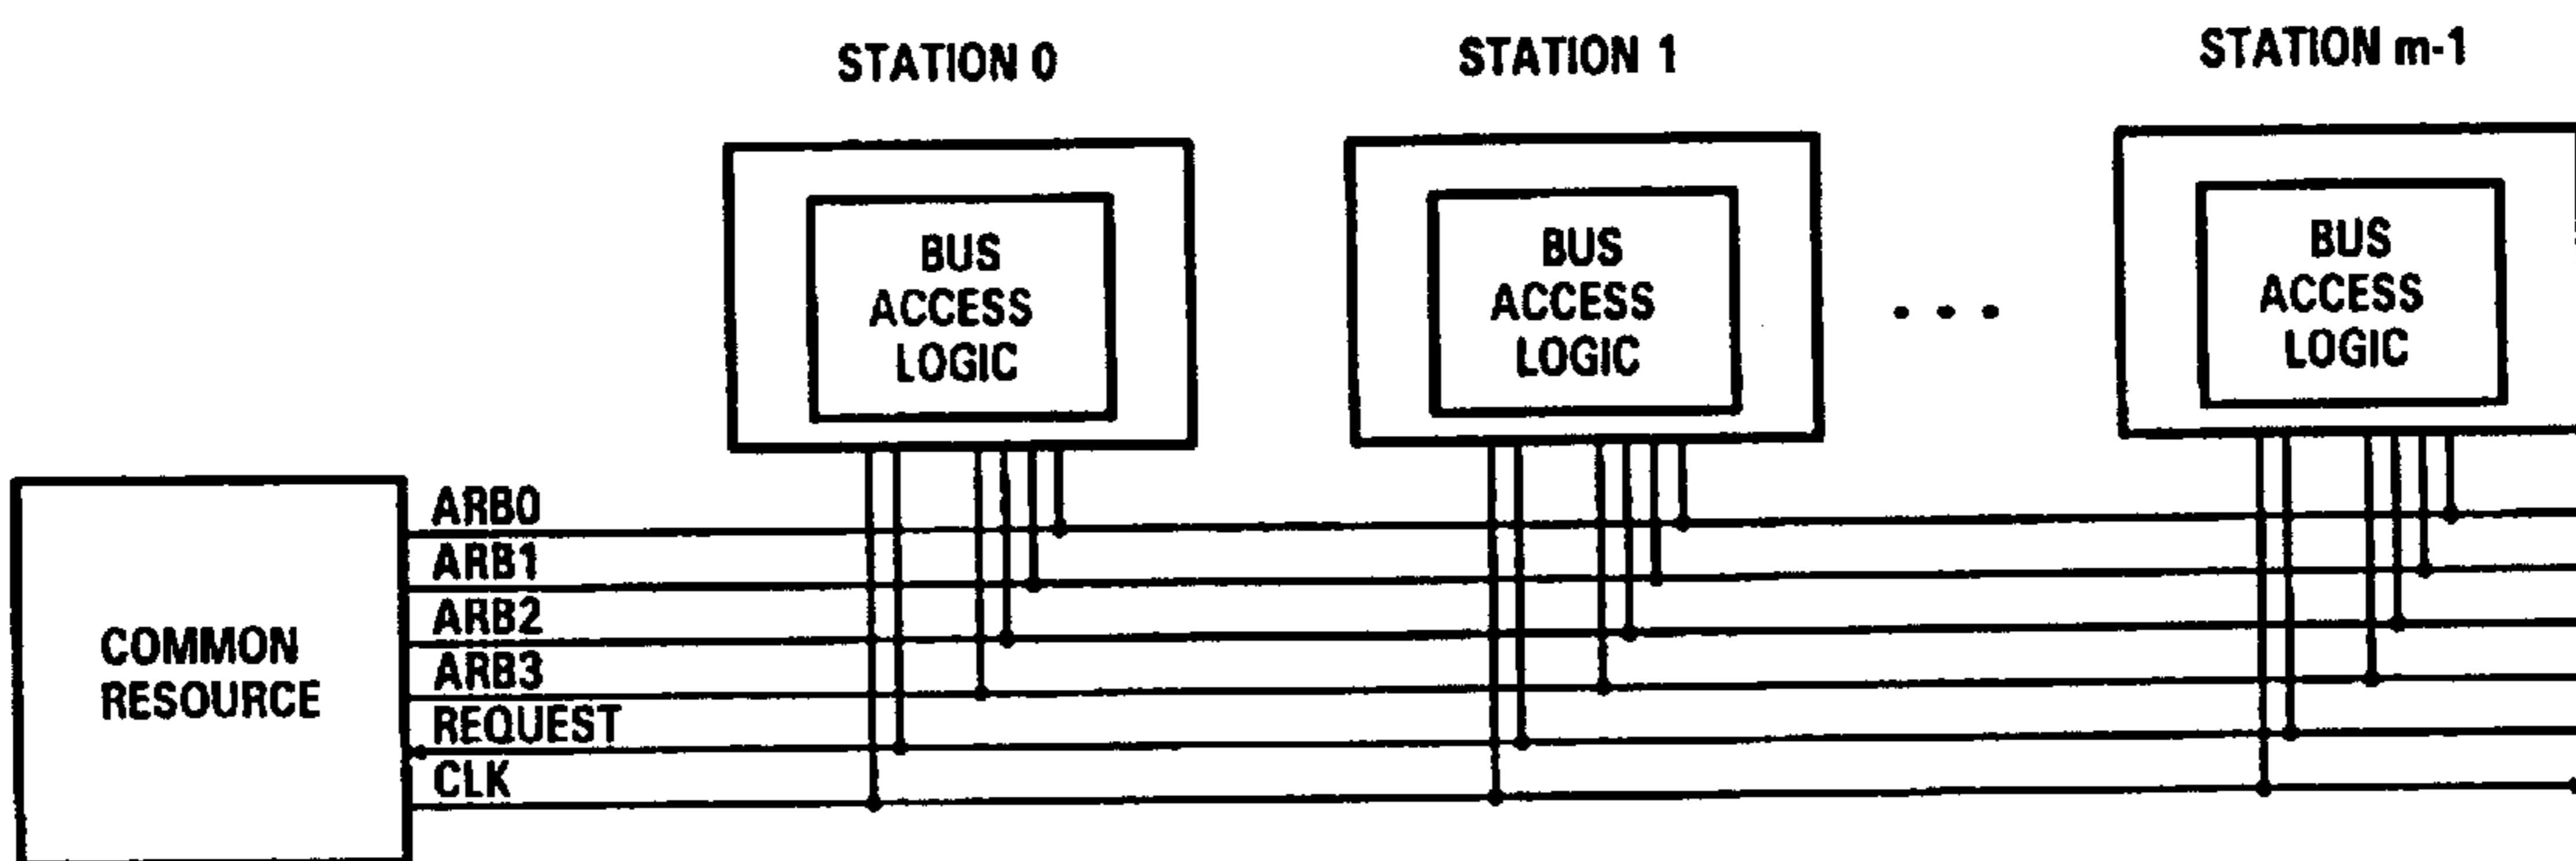 STATION 0
STATION 1
STATION m-1
BUS
ACCESS
LOGIC
BUS
ACCESS
LOGIC
BUS
ACCESS
LOGIC
• • •
COMMON
RESOURCE
ARB0
ARB1
ARB2
ARB3
REQUEST
CLK